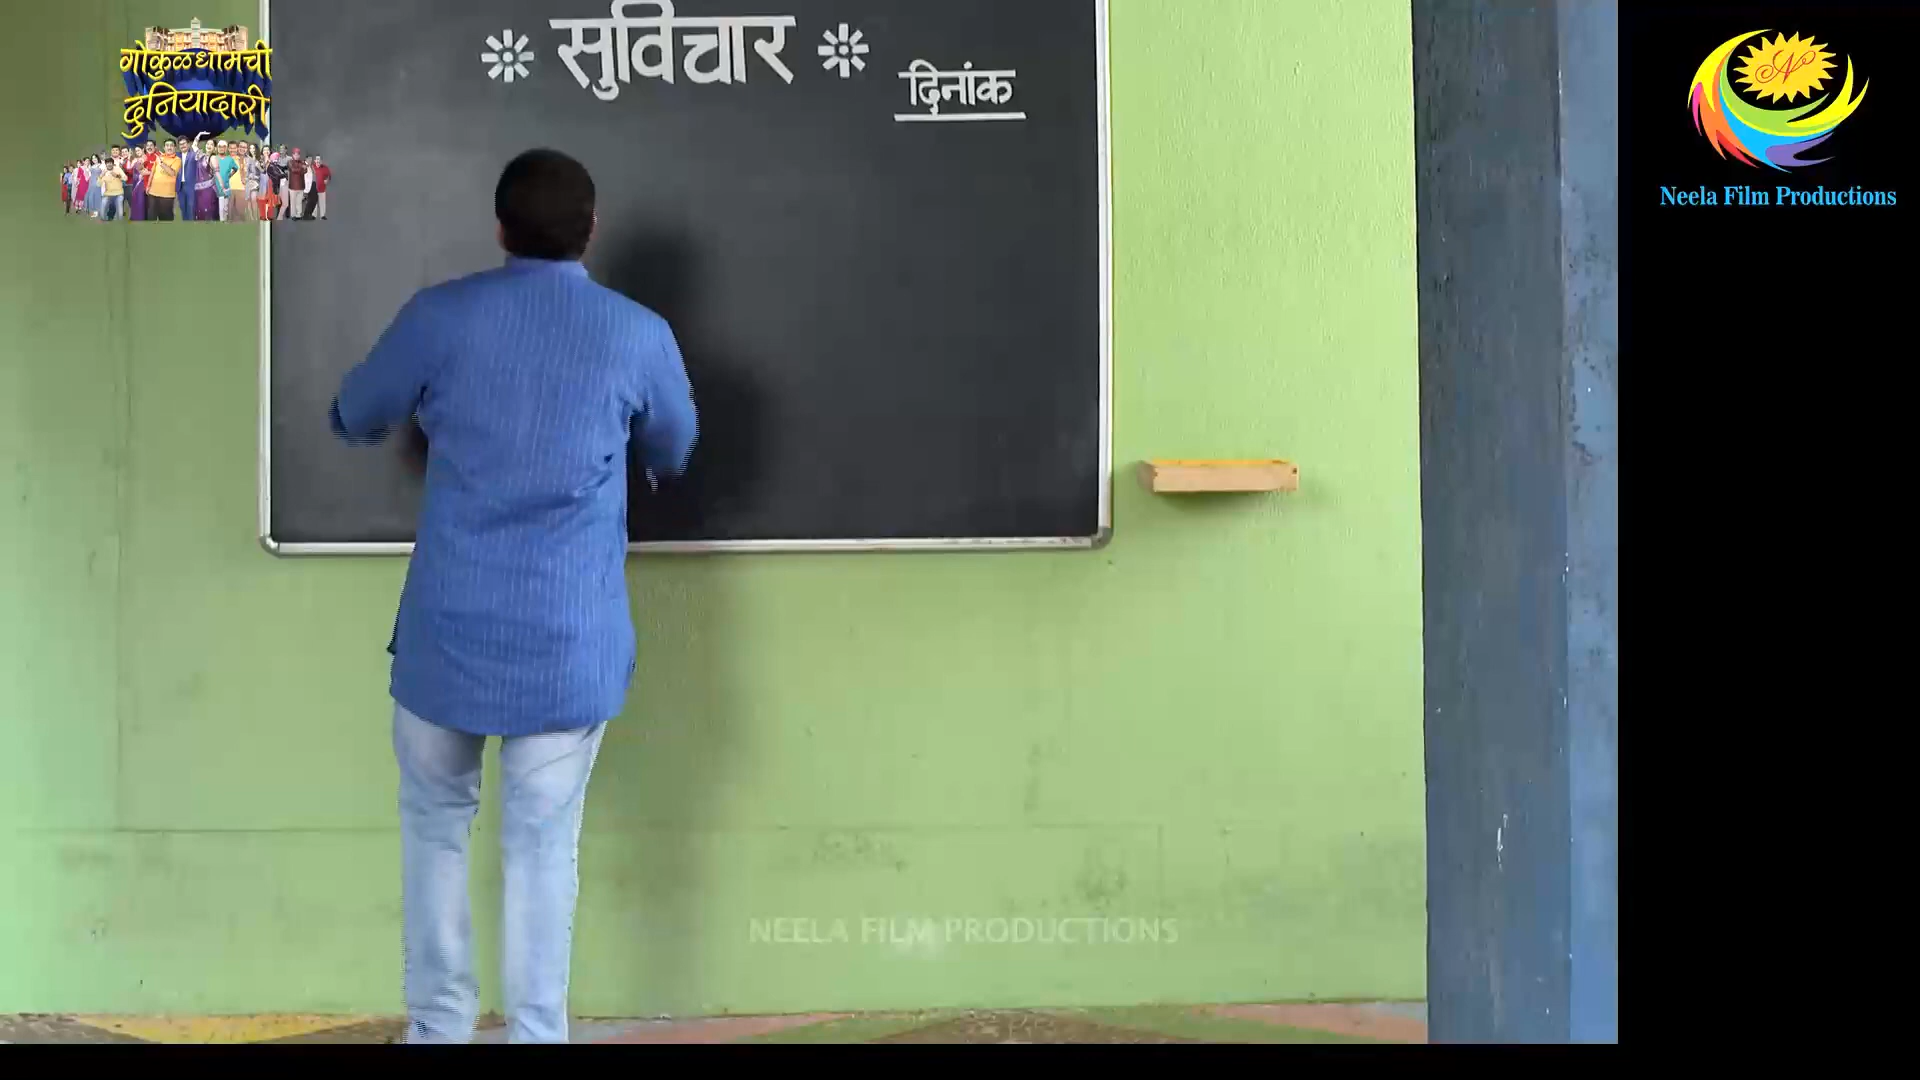 गोकुळधामची
दुनियादारी
सुविचार
दिनांक
Neela Film Productions
NEELA FILM PRODUCTIONS